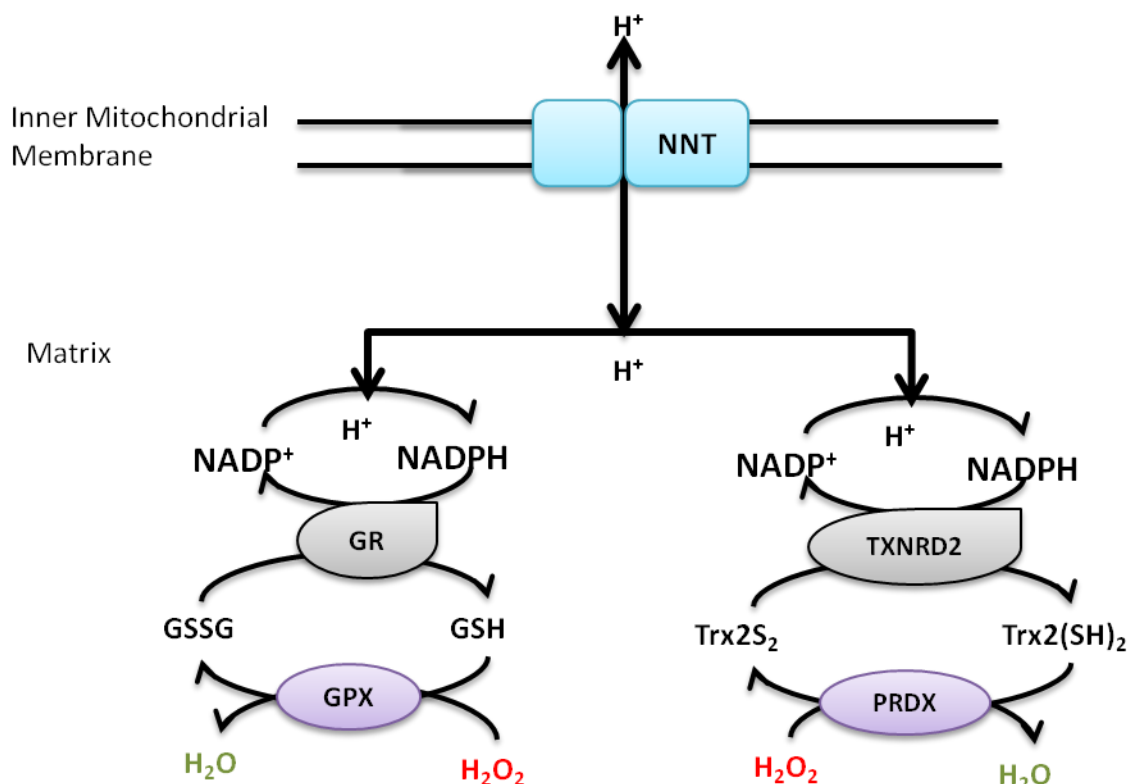 H⁺
Inner Mitochondrial
Membrane
NNT
Matrix
H⁺
H⁺
NADP⁺ NADPH
GR
GSSG GSH
GPX
H₂O H₂O₂
H⁺
NADP⁺ NADPH
TXNRD2
Trx2S₂ Trx2(SH)₂
PRDX
H₂O₂ H₂O